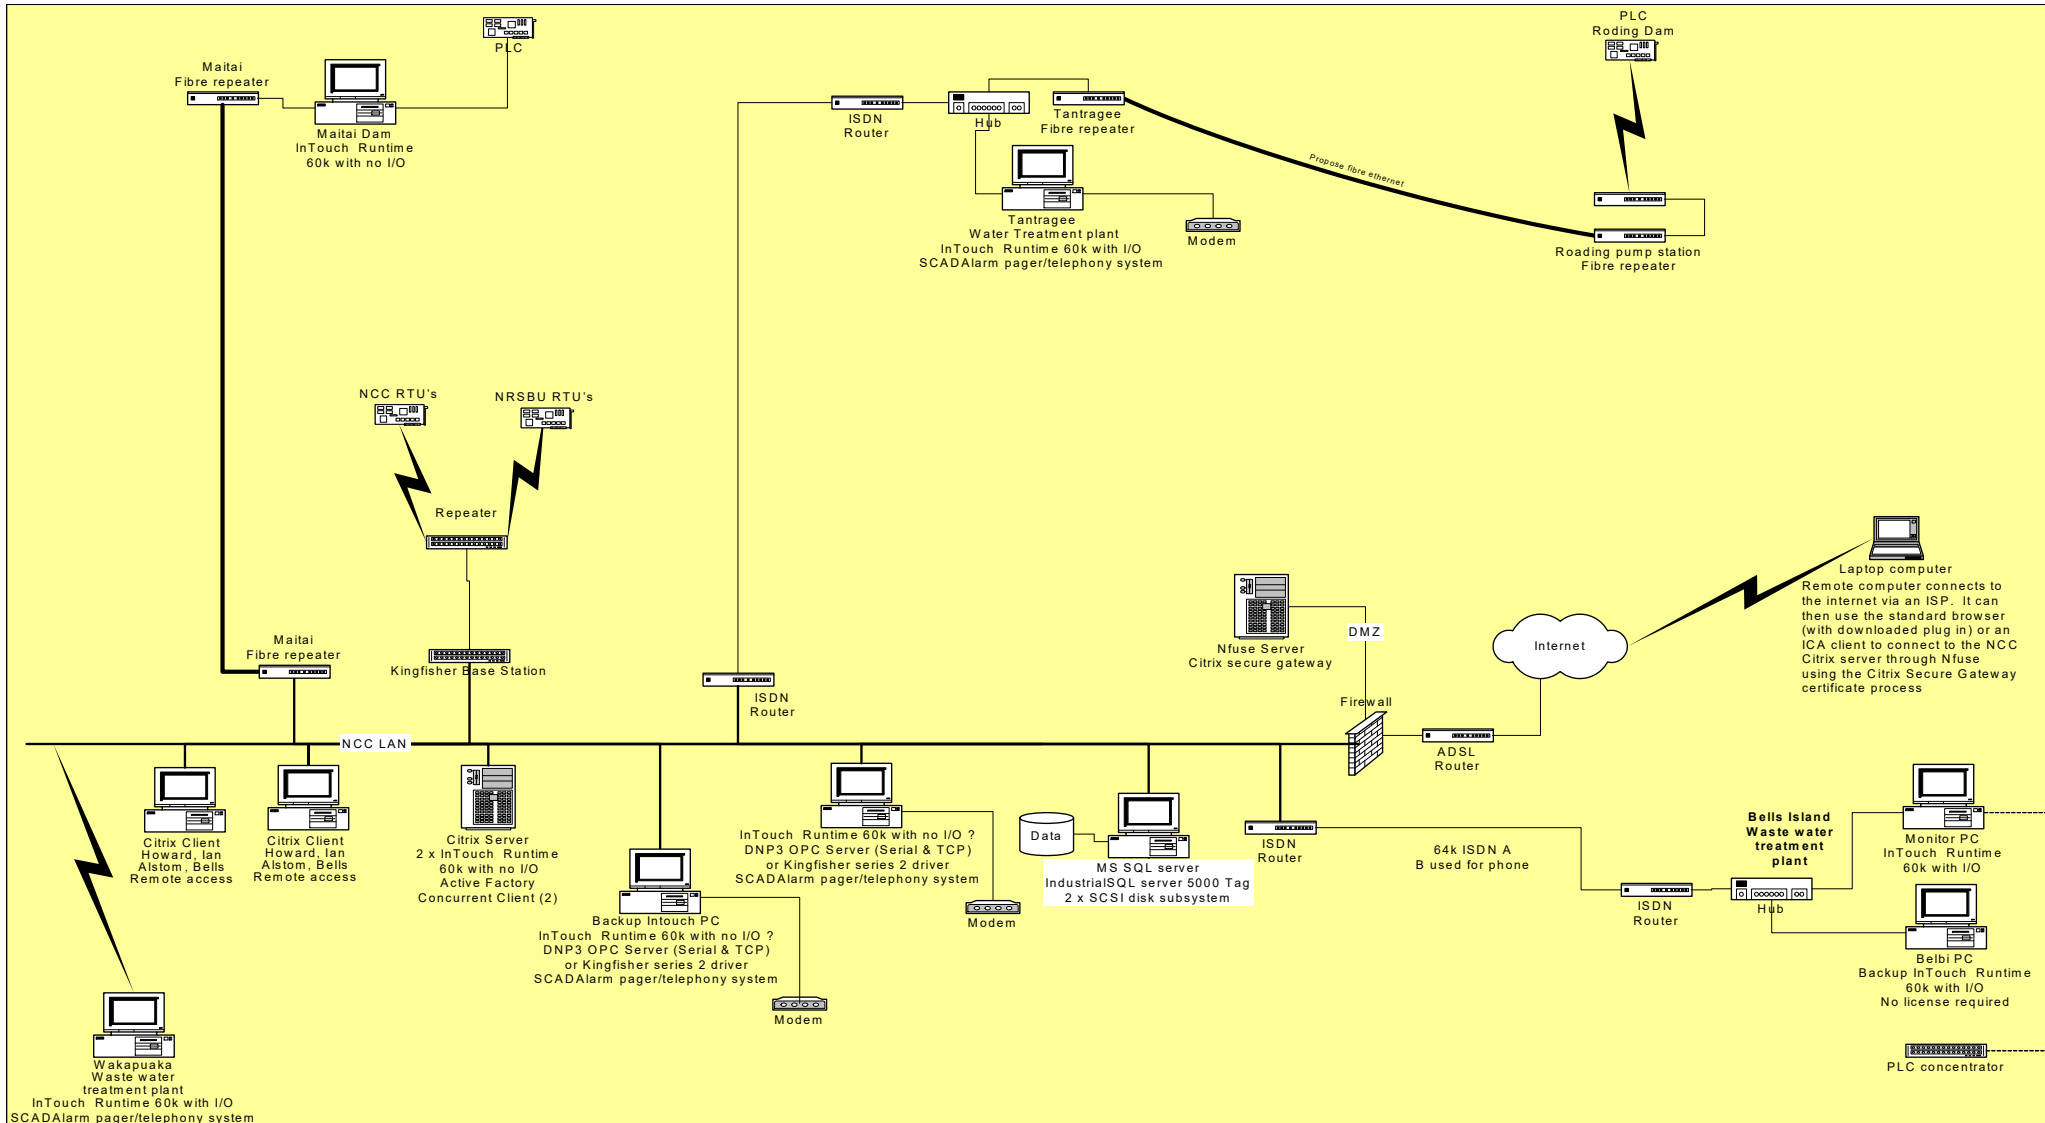 PLC
Maitai
Fibre repeater
Maitai Dam
InTouch Runtime
60k with no I/O
ISDN
Router
Hub
Tantragee
Fibre repeater
Propose fibre ethernet
Tantragee
Water Treatment plant
InTouch Runtime 60k with I/O
SCADAlarm pager/telephony system
Modem
PLC
Roding Dam
Roading pump station
Fibre repeater
NCC RTU's
NRSBU RTU's
Repeater
Maitai
Fibre repeater
Kingfisher Base Station
ISDN
Router
Nfuse Server
Citrix secure gateway
DMZ
Firewall
Internet
ADSL
Router
Laptop computer
Remote computer connects to
the internet via an ISP. It can
then use the standard browser
(with downloaded plug in) or an
ICA client to connect to the NCC
Citrix server through Nfuse
using the Citrix Secure Gateway
certificate process
NCC LAN
Citrix Client
Howard, Ian
Alstom, Bells
Remote access
Citrix Client
Howard, Ian
Alstom, Bells
Remote access
Citrix Server
2 x InTouch Runtime
60k with no I/O
Active Factory
Concurrent Client (2)
Backup Intouch PC
InTouch Runtime 60k with no I/O ?
DNP3 OPC Server (Serial & TCP)
or Kingfisher series 2 driver
SCADAlarm pager/telephony system
Modem
InTouch Runtime 60k with no I/O ?
DNP3 OPC Server (Serial & TCP)
or Kingfisher series 2 driver
SCADAlarm pager/telephony system
Modem
Data
MS SQL server
IndustrialSQL server 5000 Tag
2 x SCSI disk subsystem
ISDN
Router
64k ISDN A
B used for phone
ISDN
Router
Bells Island
Waste water
treatment
plant
Hub
Monitor PC
InTouch Runtime
60k with I/O
Belbi PC
Backup InTouch Runtime
60k with I/O
No license required
PLC concentrator
Wakapuaka
Waste water
treatment plant
InTouch Runtime 60k with I/O
SCADAlarm pager/telephony system